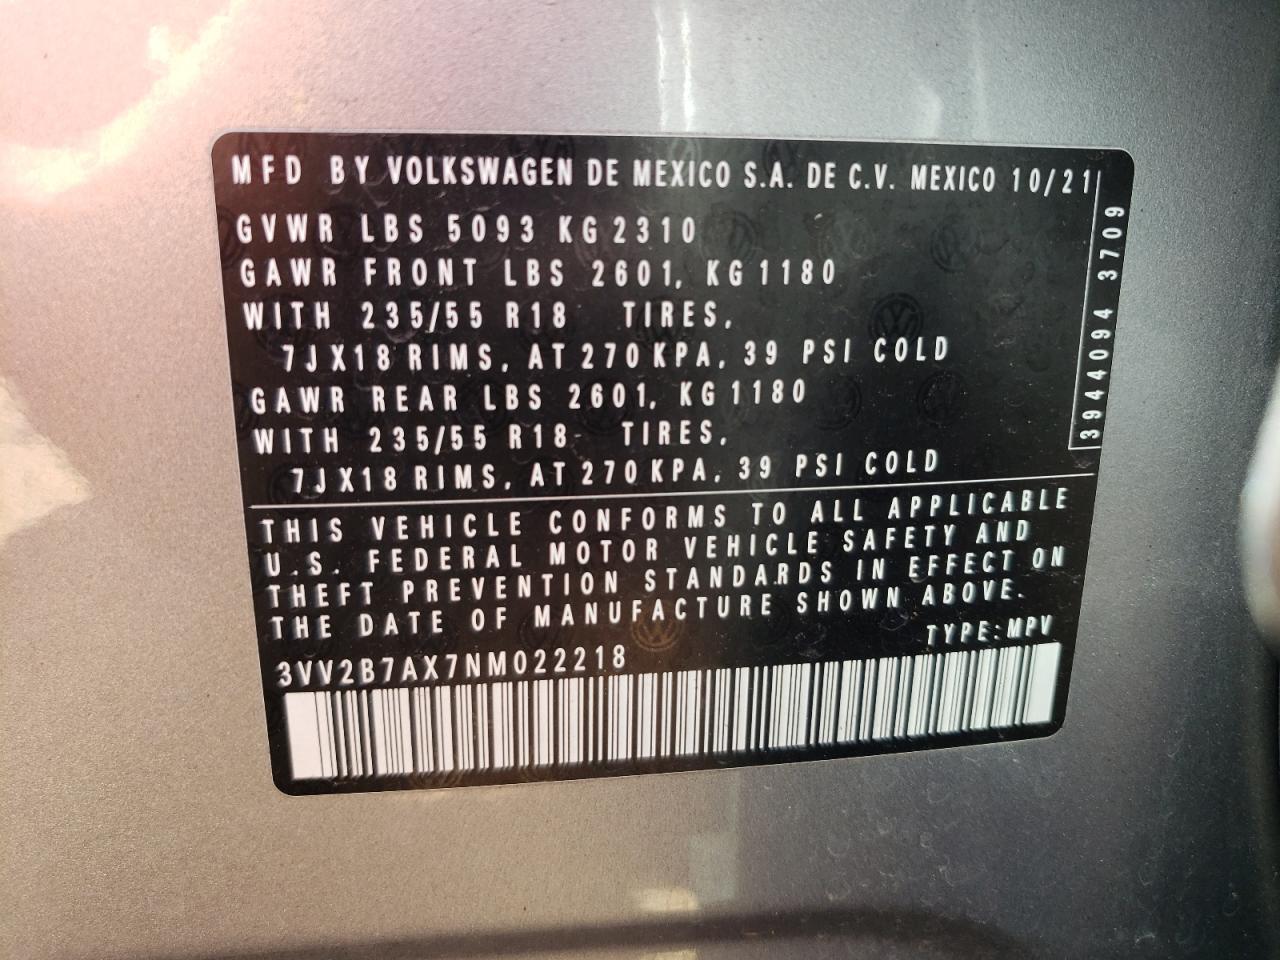 MFD BY VOLKSWAGEN DE MEXICO S.A. DE C.V. MEXICO 10/21
GVWR LBS 5093 KG 2310
GAWR FRONT LBS 2601, KG 1180
WITH 235/55 R18 TIRES,
7JX18 RIMS, AT 270 KPA, 39 PSI COLD
GAWR REAR LBS 2601, KG 1180
WITH 235/55 R18 TIRES,
7JX18 RIMS, AT 270 KPA, 39 PSI COLD
3944094 3709
THIS VEHICLE CONFORMS TO ALL APPLICABLE
U.S. FEDERAL MOTOR VEHICLE SAFETY AND
THEFT PREVENTION STANDARDS IN EFFECT ON
THE DATE OF MANUFACTURE SHOWN ABOVE.
TYPE:MPV
3VV2B7AX7NM022218